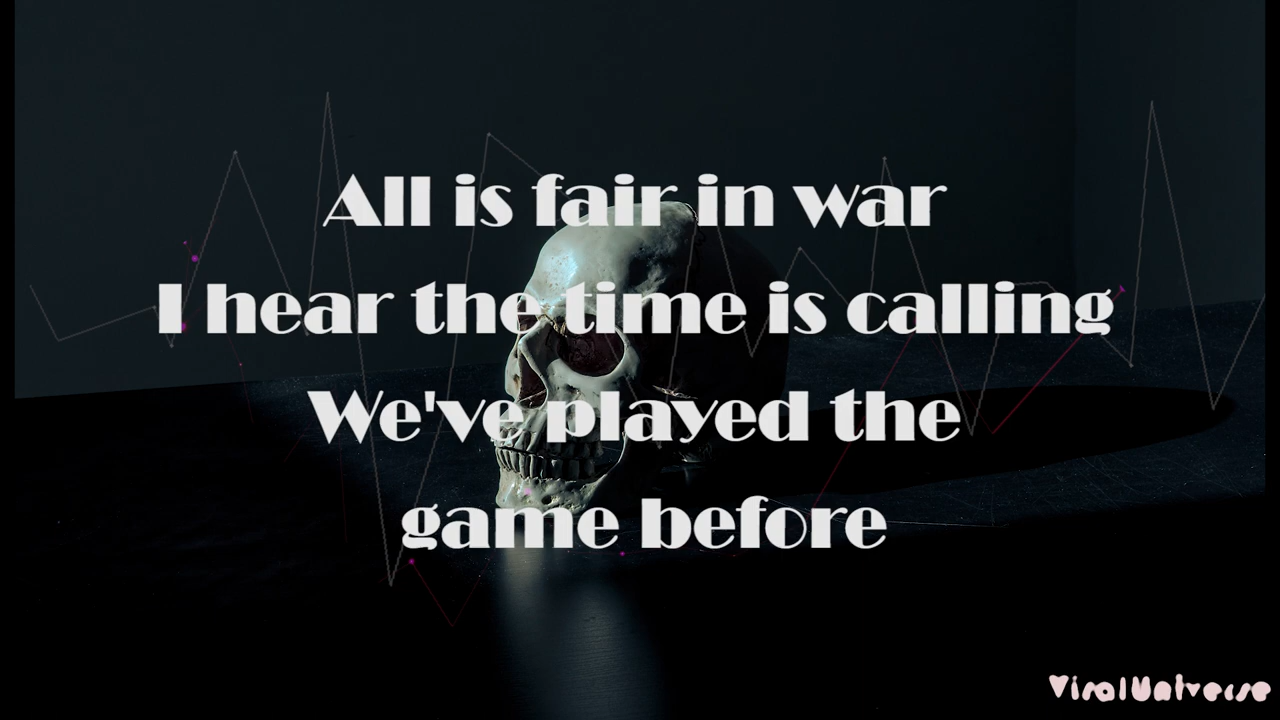 All is fair in war
I hear the time is calling
We've played the
game before
ViralUniverse